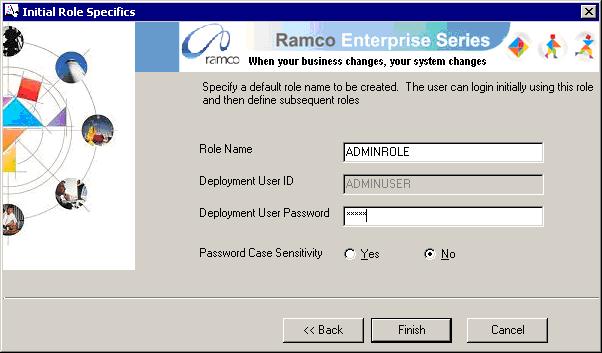 Initial Role Specifics
ramco
Ramco Enterprise Series
When your business changes, your system changes
Specify a default role name to be created. The user can login initially using this role
and then define subsequent roles
Role Name
ADMINROLE
Deployment User ID
ADMINUSER
Deployment User Password
*****
Password Case Sensitivity
Yes
No
<< Back
Finish
Cancel